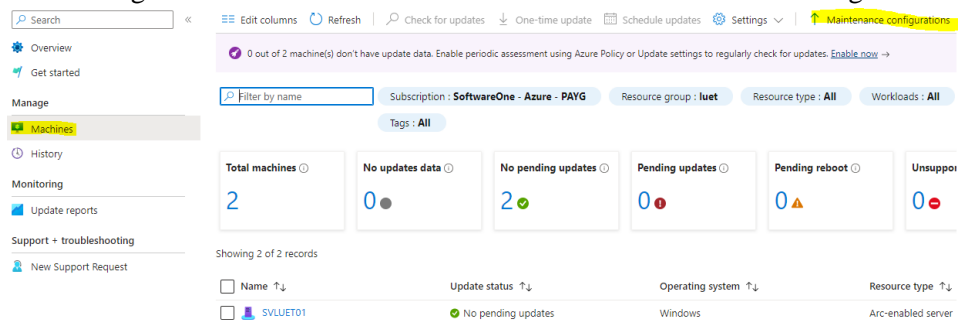 Search
«
Edit columns Refresh Check for updates One-time update Schedule updates Settings Maintenance configurations
Overview
0 out of 2 machine(s) don't have update data. Enable periodic assessment using Azure Policy or Update settings to regularly check for updates. Enable now →
Get started
Filter by name Subscription : SoftwareOne - Azure - PAYG Resource group : luet Resource type : All Workloads : All
Manage
Tags : All
Machines
History
Total machines No updates data No pending updates Pending updates Pending reboot Unsuppor
Monitoring
2 0 2 0 0 0
Update reports
Support + troubleshooting
Showing 2 of 2 records
New Support Request
Name ↑↓ Update status ↑↓ Operating system ↑↓ Resource type ↑↓
SVLUET01 No pending updates Windows Arc-enabled server